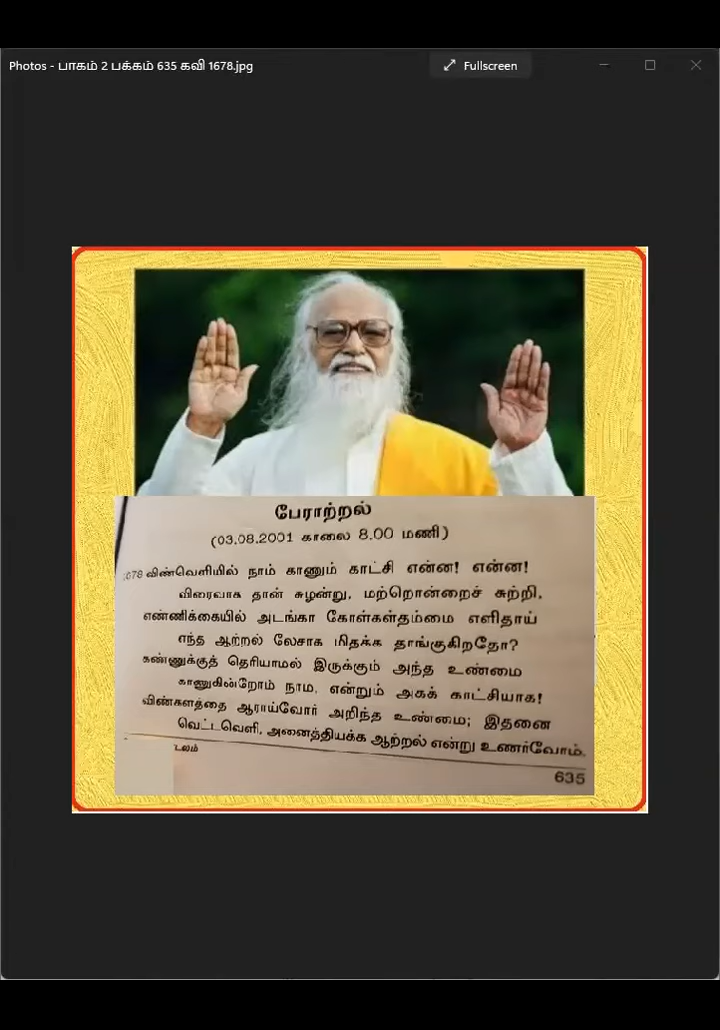 Photos - பாகம் 2 பக்கம் 635 கவி 1678.jpg
Fullscreen
பேராற்றல்
(03.08.2001 காலை 8.00 மணி)
1678 விண்வெளியில் நாம் காணும் காட்சி என்ன! என்ன!
விரைவாக தான் சுழன்று, மற்றொன்றைச் சுற்றி,
எண்ணிக்கையில் அடங்கா கோள்கள்தம்மை எளிதாய்
எந்த ஆற்றல் லேசாக மிதக்க தாங்குகிறதோ?
கண்ணுக்குத் தெரியாமல் இருக்கும் அந்த உண்மை
காணுகின்றோம் நாம், என்றும் அகக் காட்சியாக!
விண்களத்தை ஆராய்வோர் அறிந்த உண்மை; இதனை
வெட்டவெளி, அனைத்தியக்க ஆற்றல் என்று உணர்வோம்.
635